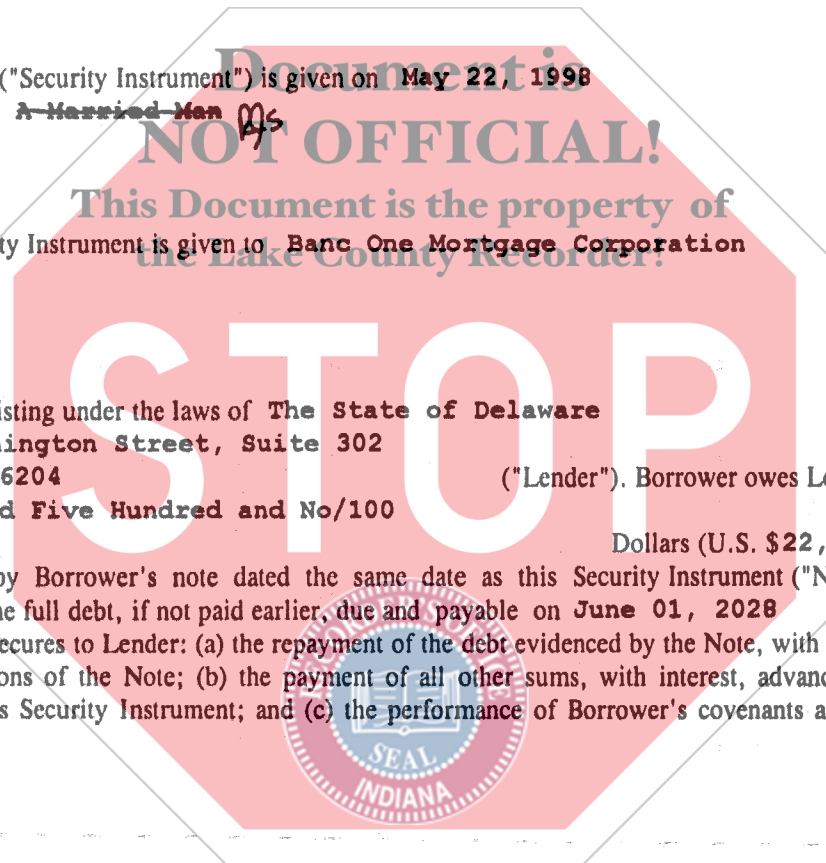 Document is
("Security Instrument") is given on May 22, 1998
A Married Man
NOT OFFICIAL!
This Document is the property of
ty Instrument is given to Banc One Mortgage Corporation
the Lake County Recorder!
STOP
isting under the laws of The State of Delaware
ington Street, Suite 302
6204 ("Lender"). Borrower owes Le
d Five Hundred and No/100
Dollars (U.S. $22,
by Borrower's note dated the same date as this Security Instrument ("N
e full debt, if not paid earlier, due and payable on June 01, 2028
ecures to Lender: (a) the repayment of the debt evidenced by the Note, with
ons of the Note; (b) the payment of all other sums, with interest, advanc
s Security Instrument; and (c) the performance of Borrower's covenants a
SEAL
INDIANA